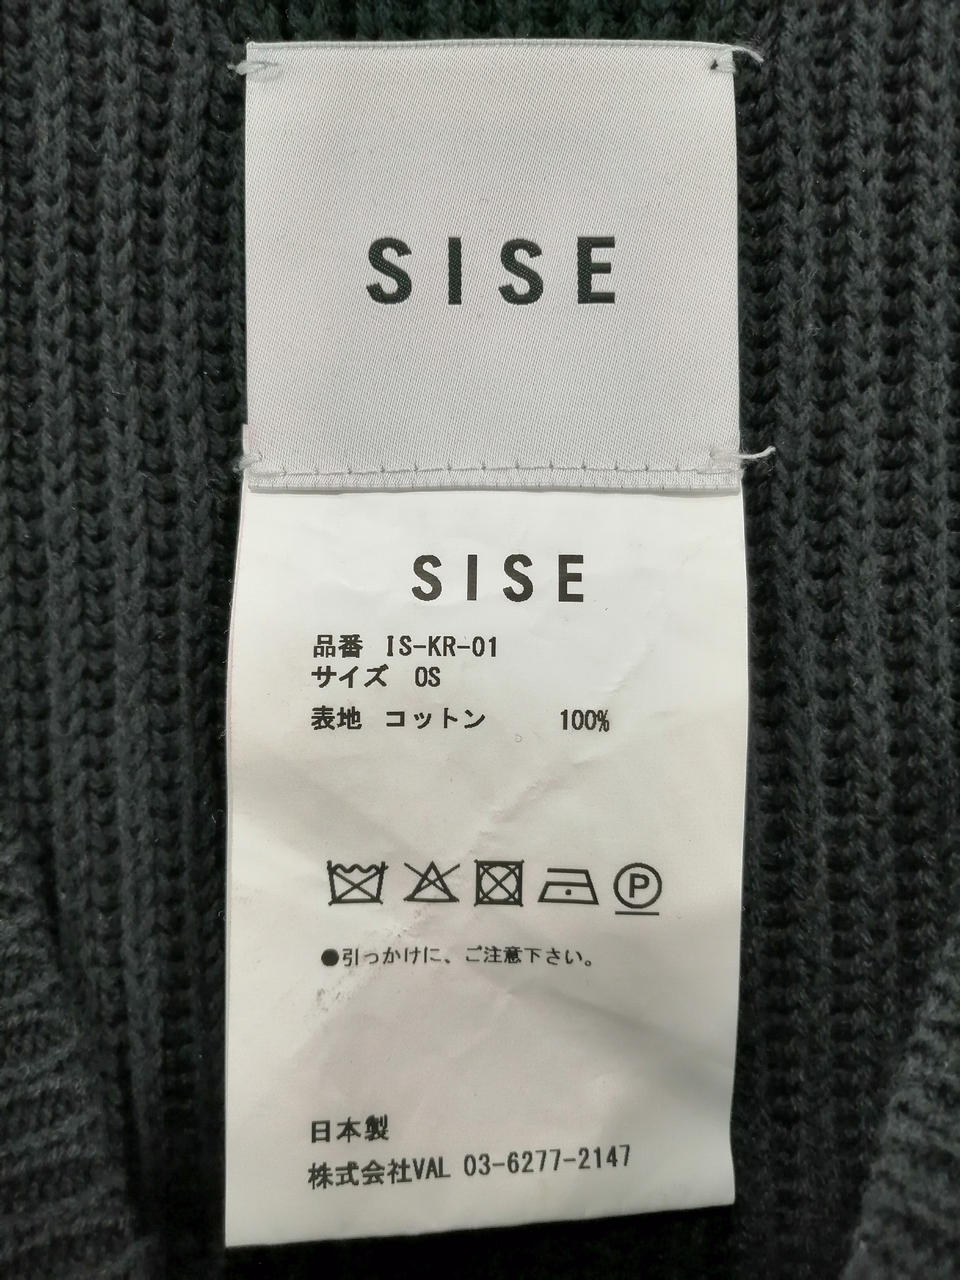 SISE
SISE
品番 IS-KR-01
サイズ OS
表地 コットン 100%
P
●引っかけに、ご注意下さい。
日本製
株式会社VAL 03-6277-2147